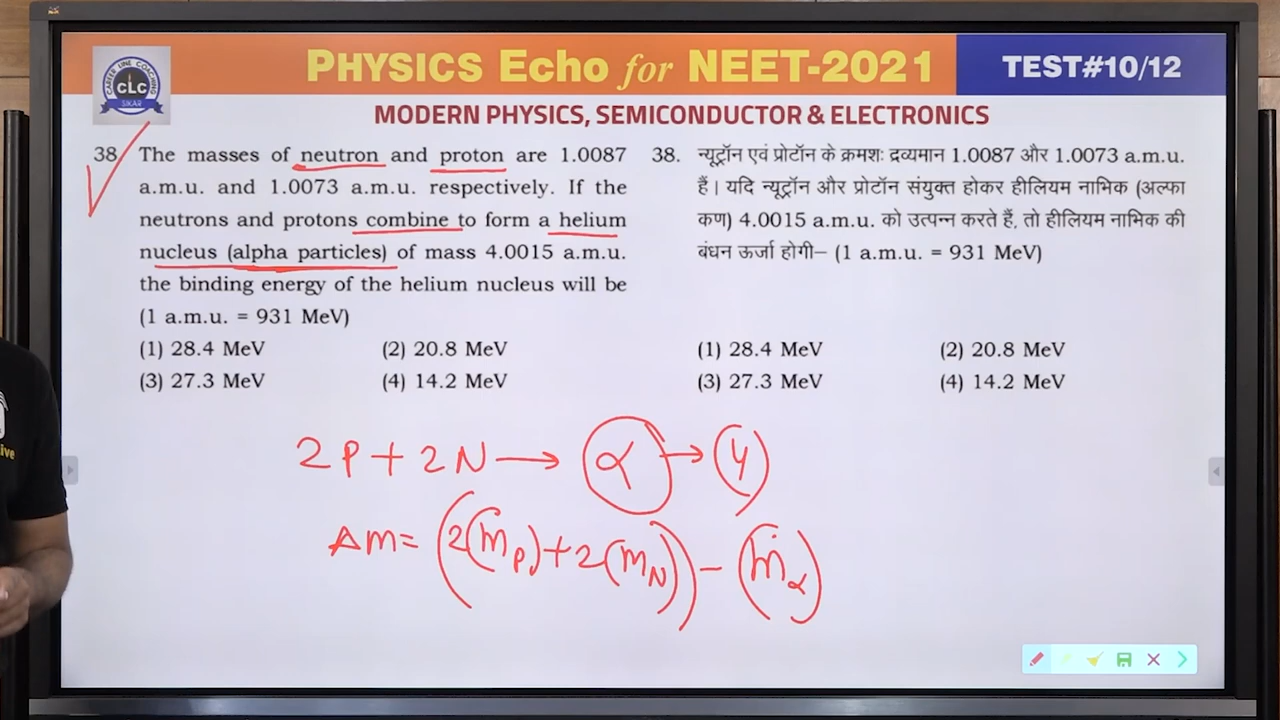 PHYSICS Echo for NEET-2021
TEST#10/12
CAREER LINE COACHING
CLC
SIKAR
MODERN PHYSICS, SEMICONDUCTOR & ELECTRONICS
38. The masses of neutron and proton are 1.0087
a.m.u. and 1.0073 a.m.u. respectively. If the
neutrons and protons combine to form a helium
nucleus (alpha particles) of mass 4.0015 a.m.u.
the binding energy of the helium nucleus will be
(1 a.m.u. = 931 MeV)
(1) 28.4 MeV (2) 20.8 MeV
(3) 27.3 MeV (4) 14.2 MeV
38. न्यूट्रॉन एवं प्रोटॉन के क्रमशः द्रव्यमान 1.0087 और 1.0073 a.m.u.
हैं। यदि न्यूट्रॉन और प्रोटॉन संयुक्त होकर हीलियम नाभिक (अल्फा
कण) 4.0015 a.m.u. को उत्पन्न करते हैं, तो हीलियम नाभिक की
बंधन ऊर्जा होगी– (1 a.m.u. = 931 MeV)
(1) 28.4 MeV (2) 20.8 MeV
(3) 27.3 MeV (4) 14.2 MeV
2P + 2N → α → (4)
Δm = (2(mP) + 2(mN)) − (mα)
ive